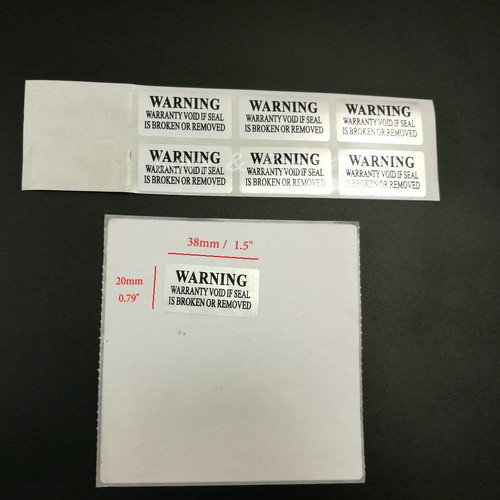 WARNING
WARRANTY VOID IF SEAL
IS BROKEN OR REMOVED
WARNING
WARRANTY VOID IF SEAL
IS BROKEN OR REMOVED
WARNING
WARRANTY VOID IF SEAL
IS BROKEN OR REMOVED
WARNING
WARRANTY VOID IF SEAL
IS BROKEN OR REMOVED
WARNING
WARRANTY VOID IF SEAL
IS BROKEN OR REMOVED
WARNING
WARRANTY VOID IF SEAL
IS BROKEN OR REMOVED
38mm / 1.5"
20mm
0.79"
WARNING
WARRANTY VOID IF SEAL
IS BROKEN OR REMOVED